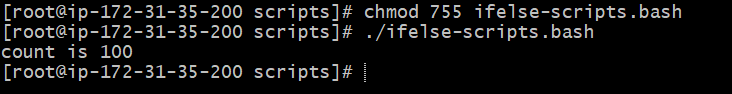 [root@ip-172-31-35-200 scripts]# chmod 755 ifelse-scripts.bash
[root@ip-172-31-35-200 scripts]# ./ifelse-scripts.bash
count is 100
[root@ip-172-31-35-200 scripts]#